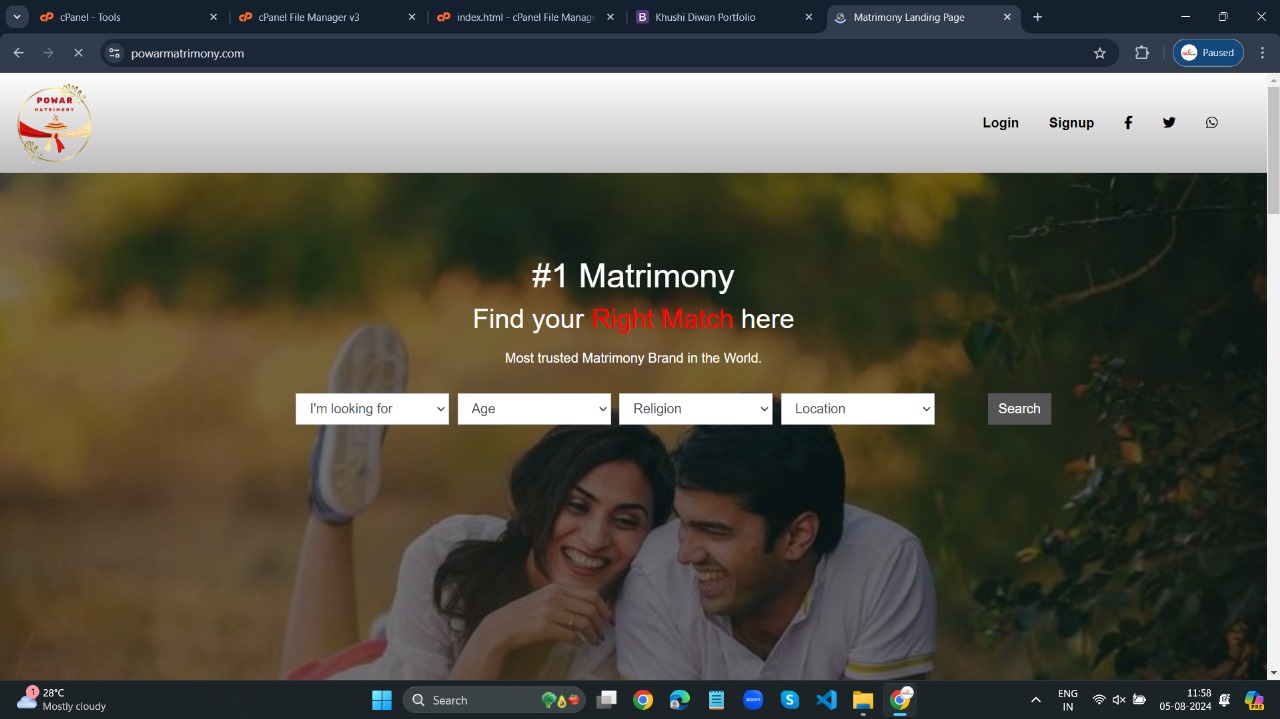 cPanel - Tools
cPanel File Manager v3
index.html - cPanel File Manage
Khushi Diwan Portfolio
Matrimony Landing Page
powarmatrimony.com
Paused
POWAR
MATRIMONY
Login Signup
#1 Matrimony
Find your Right Match here
Most trusted Matrimony Brand in the World.
I'm looking for Age Religion Location Search
1
28°C
Mostly cloudy
Search
zoom
ENG
IN
11:58
05-08-2024
PRE